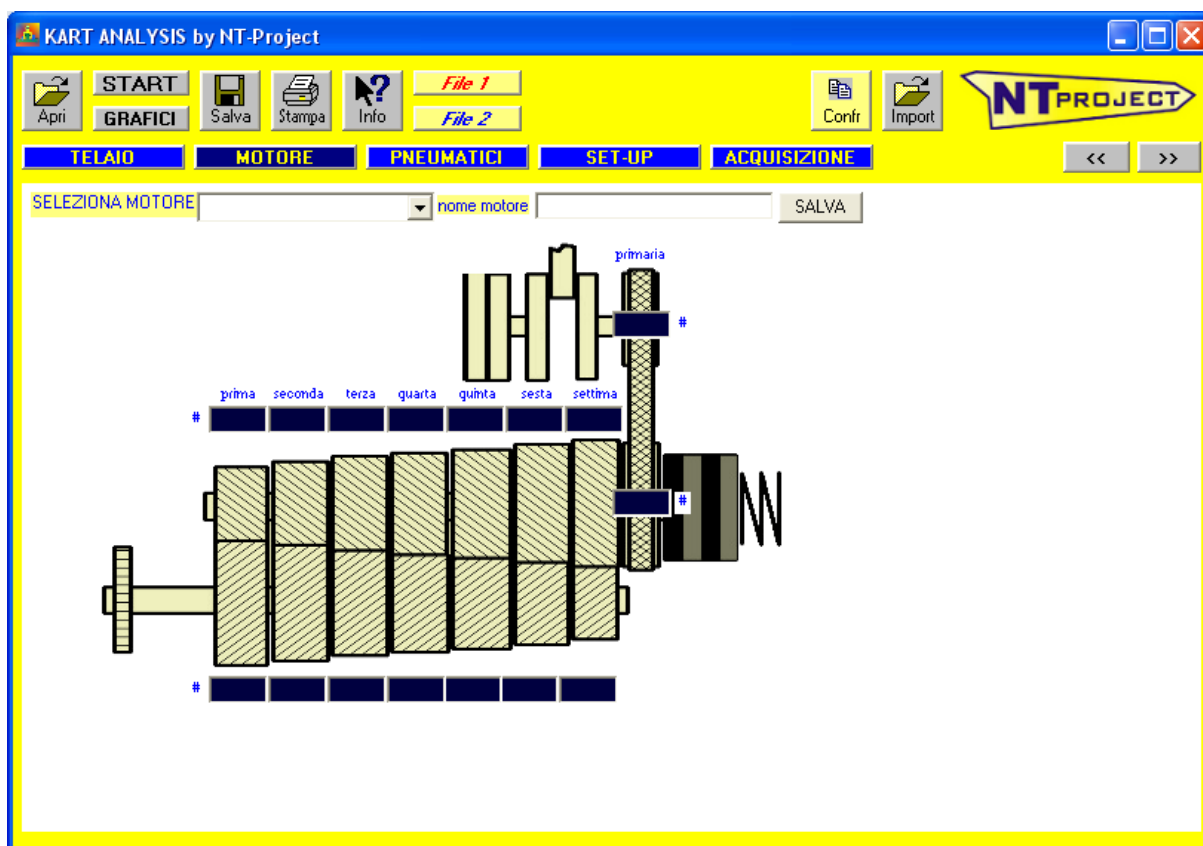 KART ANALYSIS by NT-Project
START
File 1
Apri GRAFICI Salva Stampa Info File 2 Confr Import NTPROJECT
TELAIO MOTORE PNEUMATICI SET-UP ACQUISIZIONE << >>
SELEZIONA MOTORE nome motore SALVA
primaria
#
prima seconda terza quarta quinta sesta settima
#
#
#